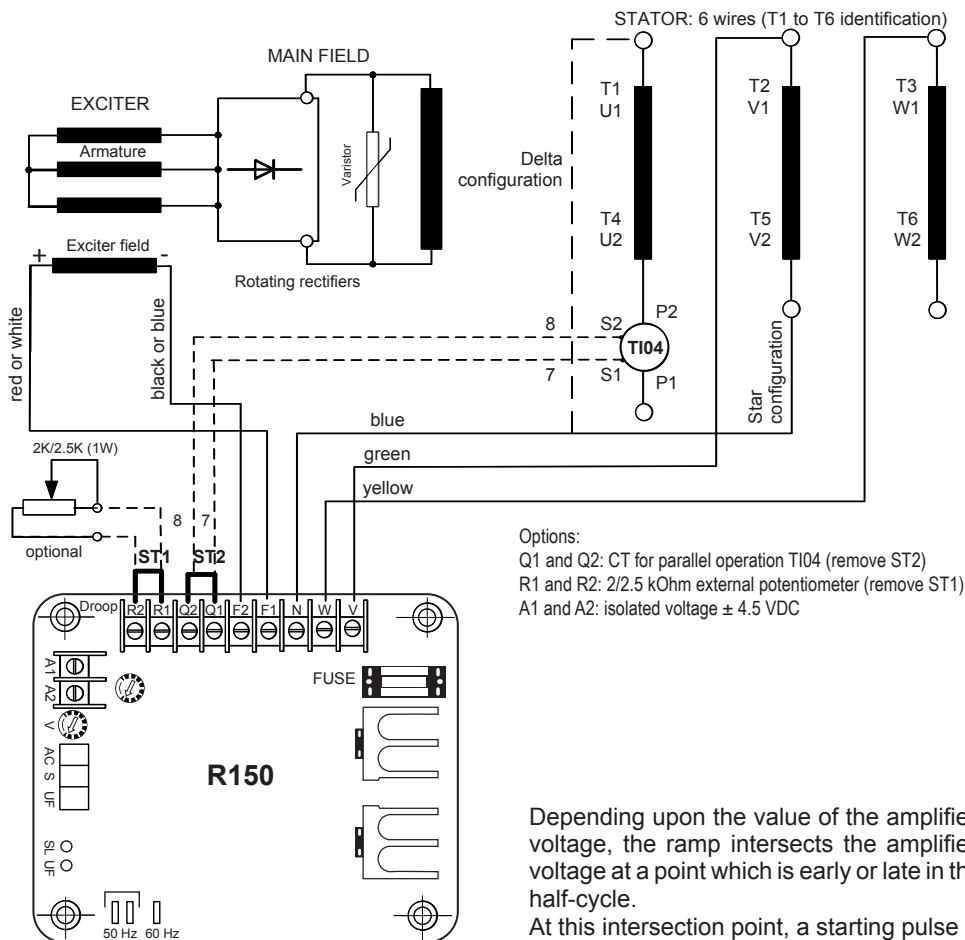 STATOR: 6 wires (T1 to T6 identification)
MAIN FIELD
EXCITER
Armature
Varistor
Rotating rectifiers
Exciter field
+ -
red or white
black or blue
Delta
configuration
T1
U1
T4
U2
T2
V1
T5
V2
T3
W1
T6
W2
8 S2 P2
TI04
7 S1 P1
Star
configuration
blue
green
yellow
2K/2.5K (1W)
optional
8 7
ST1 ST2
Options:
Q1 and Q2: CT for parallel operation TI04 (remove ST2)
R1 and R2: 2/2.5 kOhm external potentiometer (remove ST1)
A1 and A2: isolated voltage ± 4.5 VDC
Droop R2 R1 Q2 Q1 F2 F1 N W V
A1
A2
V
AC
S
UF
SL
UF
FUSE
R150
50 Hz 60 Hz
Depending upon the value of the amplifie
voltage, the ramp intersects the amplifie
voltage at a point which is early or late in th
half-cycle.
At this intersection point, a starting pulse